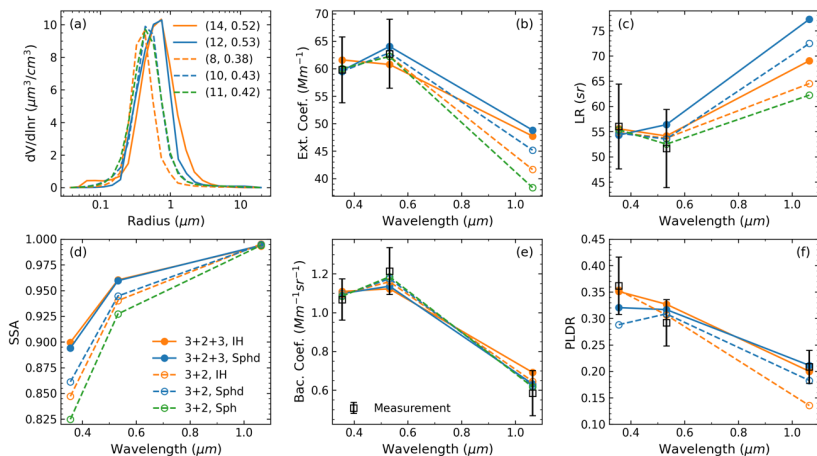 (a)
(14, 0.52)
(12, 0.53)
(8, 0.38)
(10, 0.43)
(11, 0.42)
dV/dlnr (μm³/cm³)
10
8
6
4
2
0
0.1
1
10
Radius (μm)
(b)
Ext. Coef. (Mm⁻¹)
70
65
60
55
50
45
40
0.4
0.6
0.8
1.0
Wavelength (μm)
(c)
LR (sr)
75
70
65
60
55
50
45
0.4
0.6
0.8
1.0
Wavelength (μm)
(d)
SSA
1.000
0.975
0.950
0.925
0.900
0.875
0.850
0.825
3+2+3, IH
3+2+3, Sphd
3+2, IH
3+2, Sphd
3+2, Sph
0.4
0.6
0.8
1.0
Wavelength (μm)
(e)
Bac. Coef. (Mm⁻¹sr⁻¹)
1.2
1.0
0.8
0.6
Measurement
0.4
0.6
0.8
1.0
Wavelength (μm)
(f)
PLDR
0.45
0.40
0.35
0.30
0.25
0.20
0.15
0.10
0.4
0.6
0.8
1.0
Wavelength (μm)